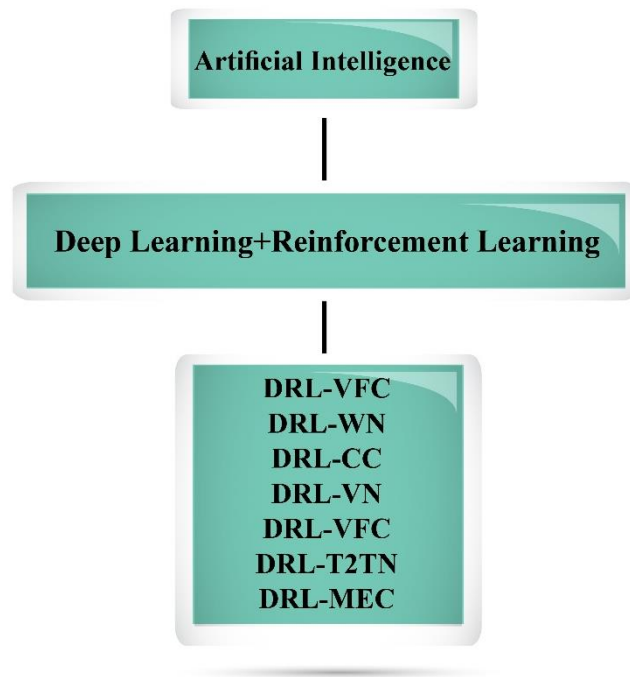 Artificial Intelligence
Deep Learning+Reinforcement Learning
DRL-VFC
DRL-WN
DRL-CC
DRL-VN
DRL-VFC
DRL-T2TN
DRL-MEC